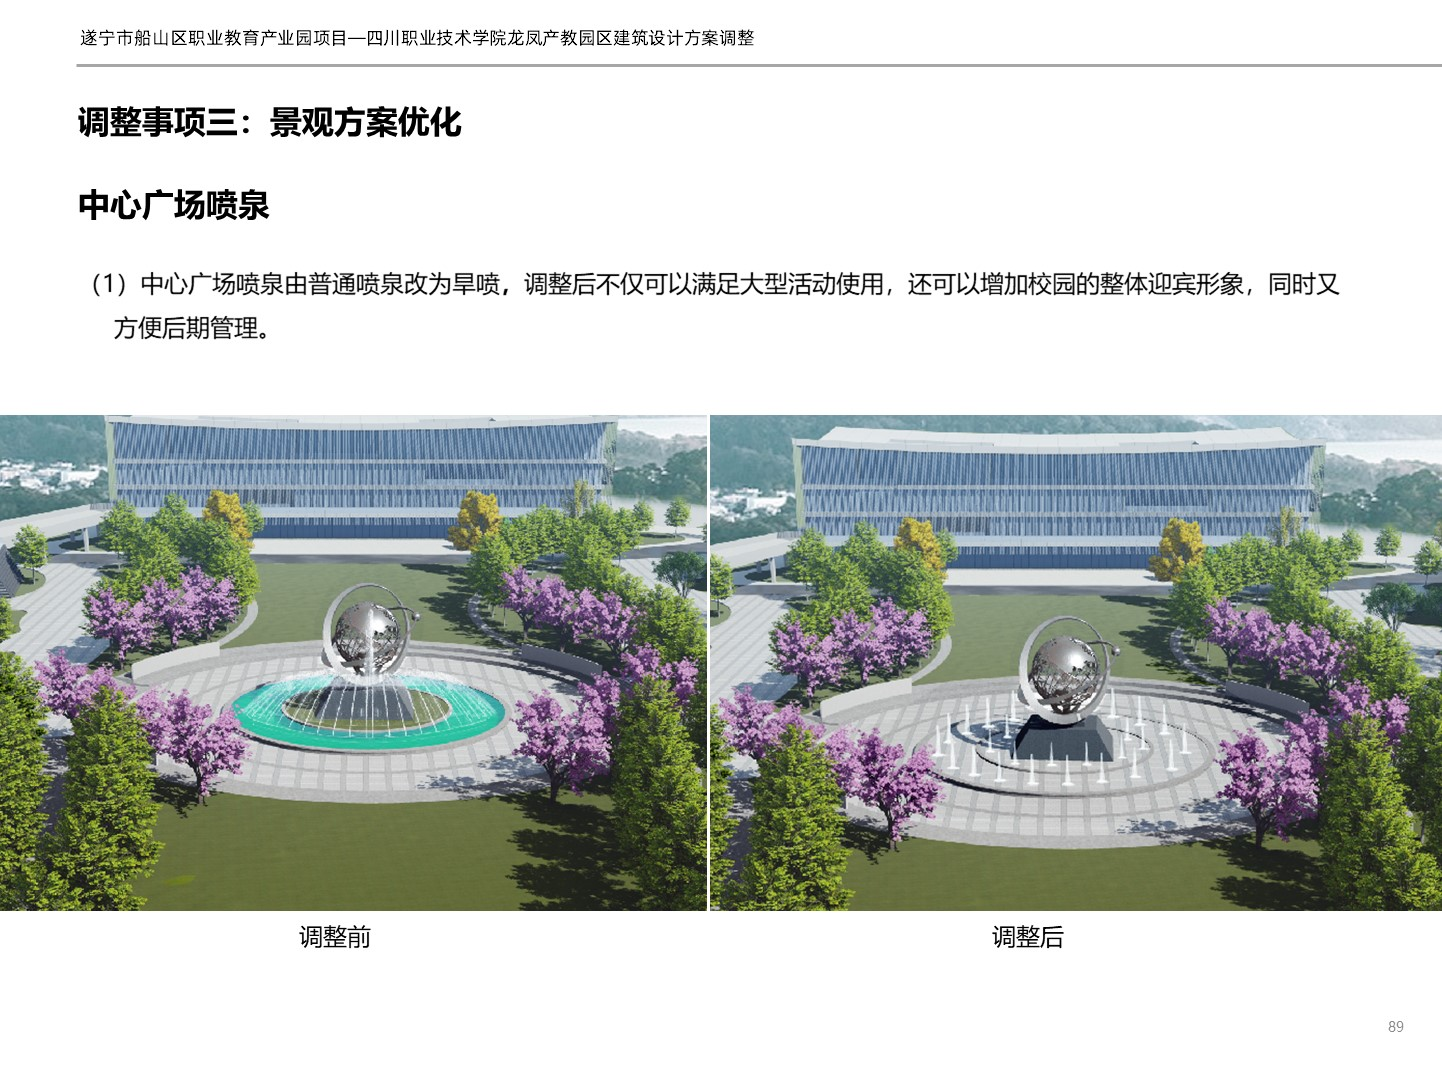 遂宁市船山区职业教育产业园项目—四川职业技术学院龙凤产教园区建筑设计方案调整
调整事项三：景观方案优化
中心广场喷泉
（1）中心广场喷泉由普通喷泉改为旱喷，调整后不仅可以满足大型活动使用，还可以增加校园的整体迎宾形象，同时又
方便后期管理。
调整前
调整后
89